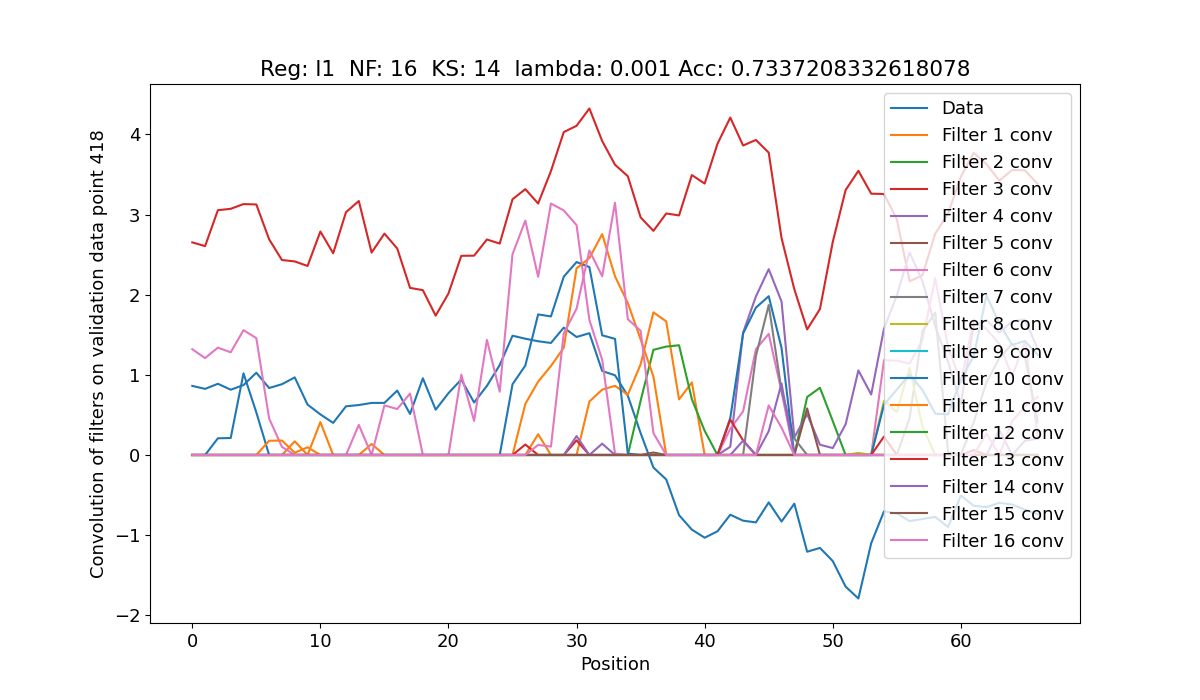 Reg: l1  NF: 16  KS: 14  lambda: 0.001 Acc: 0.7337208332618078
Convolution of filters on validation data point 418
4
3
2
1
0
−1
−2
0 10 20 30 40 50 60
Position
Data
Filter 1 conv
Filter 2 conv
Filter 3 conv
Filter 4 conv
Filter 5 conv
Filter 6 conv
Filter 7 conv
Filter 8 conv
Filter 9 conv
Filter 10 conv
Filter 11 conv
Filter 12 conv
Filter 13 conv
Filter 14 conv
Filter 15 conv
Filter 16 conv